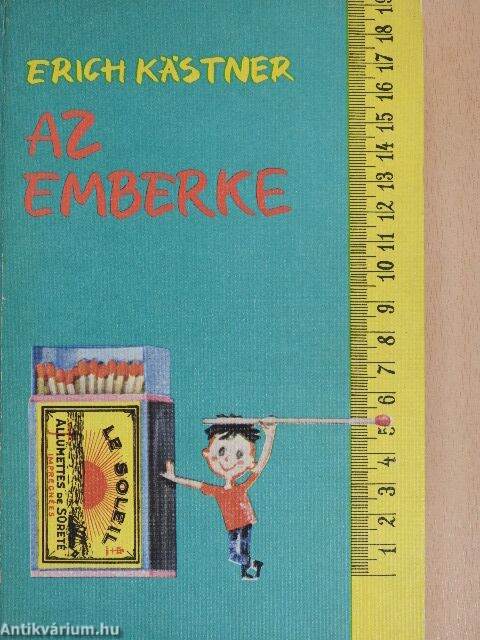 ERICH KÄSTNER
AZ
EMBERKE
LE SOLEIL
ALLUMETTES DE SÛRETÉ
IMPRÉGNÉES
1 2 3 4 5 6 7 8 9 10 11 12 13 14 15 16 17 18 19
Antikvárium.hu